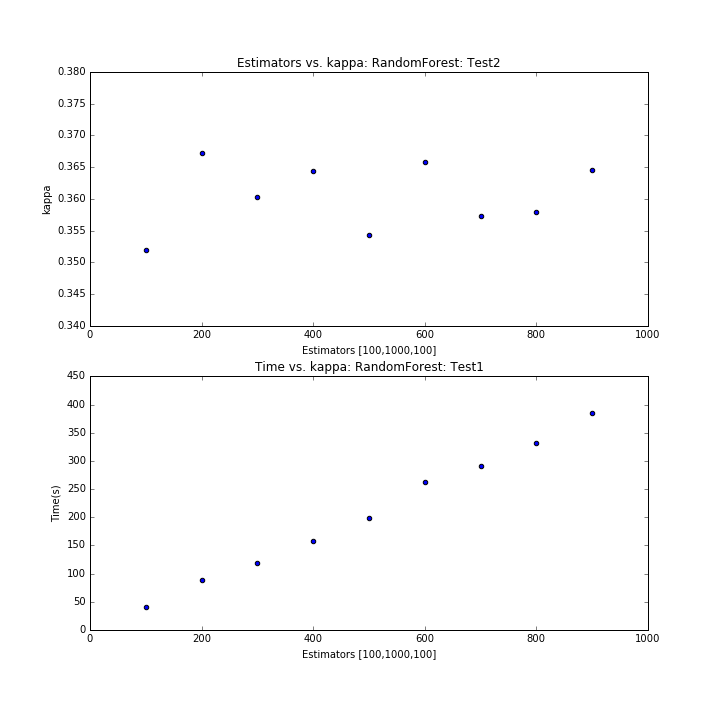 Estimators vs. kappa: RandomForest: Test2
0.380
0.375
0.370
0.365
0.360
0.355
0.350
0.345
0.340
kappa
0 200 400 600 800 1000
Estimators [100,1000,100]
Time vs. kappa: RandomForest: Test1
450
400
350
300
250
200
150
100
50
0
Time(s)
0 200 400 600 800 1000
Estimators [100,1000,100]